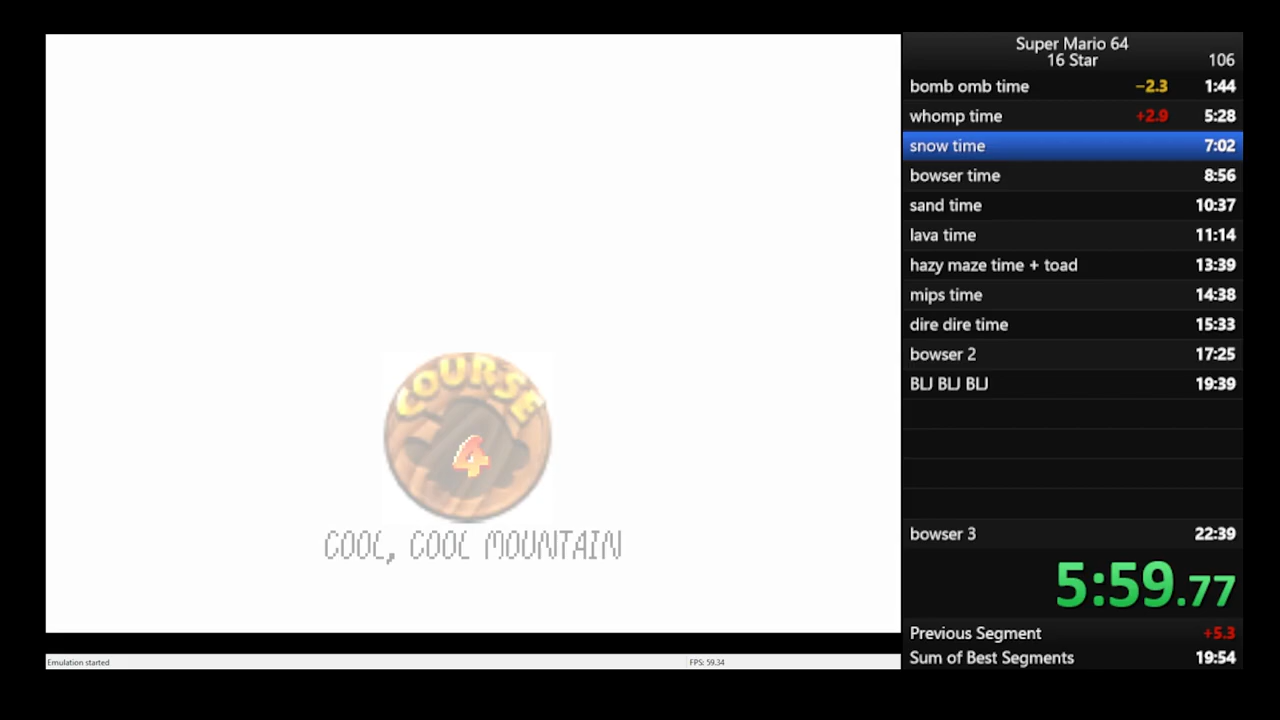 COURSE
4
COOL, COOL MOUNTAIN
Emulation started
FPS: 59.34
Super Mario 64
16 Star 106
bomb omb time −2.3 1:44
whomp time +2.9 5:28
snow time 7:02
bowser time 8:56
sand time 10:37
lava time 11:14
hazy maze time + toad 13:39
mips time 14:38
dire dire time 15:33
bowser 2 17:25
BLJ BLJ BLJ 19:39
bowser 3 22:39
5:59.77
Previous Segment +5.3
Sum of Best Segments 19:54